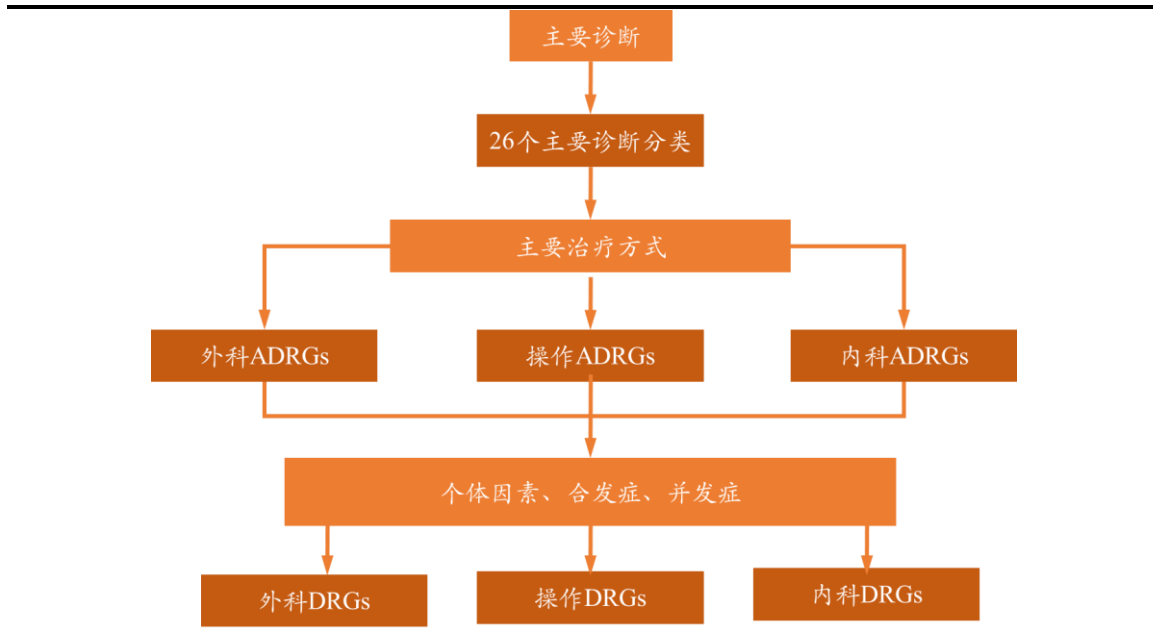 主要诊断
26个主要诊断分类
主要治疗方式
外科ADRGs
操作ADRGs
内科ADRGs
个体因素、合发症、并发症
外科DRGs
操作DRGs
内科DRGs